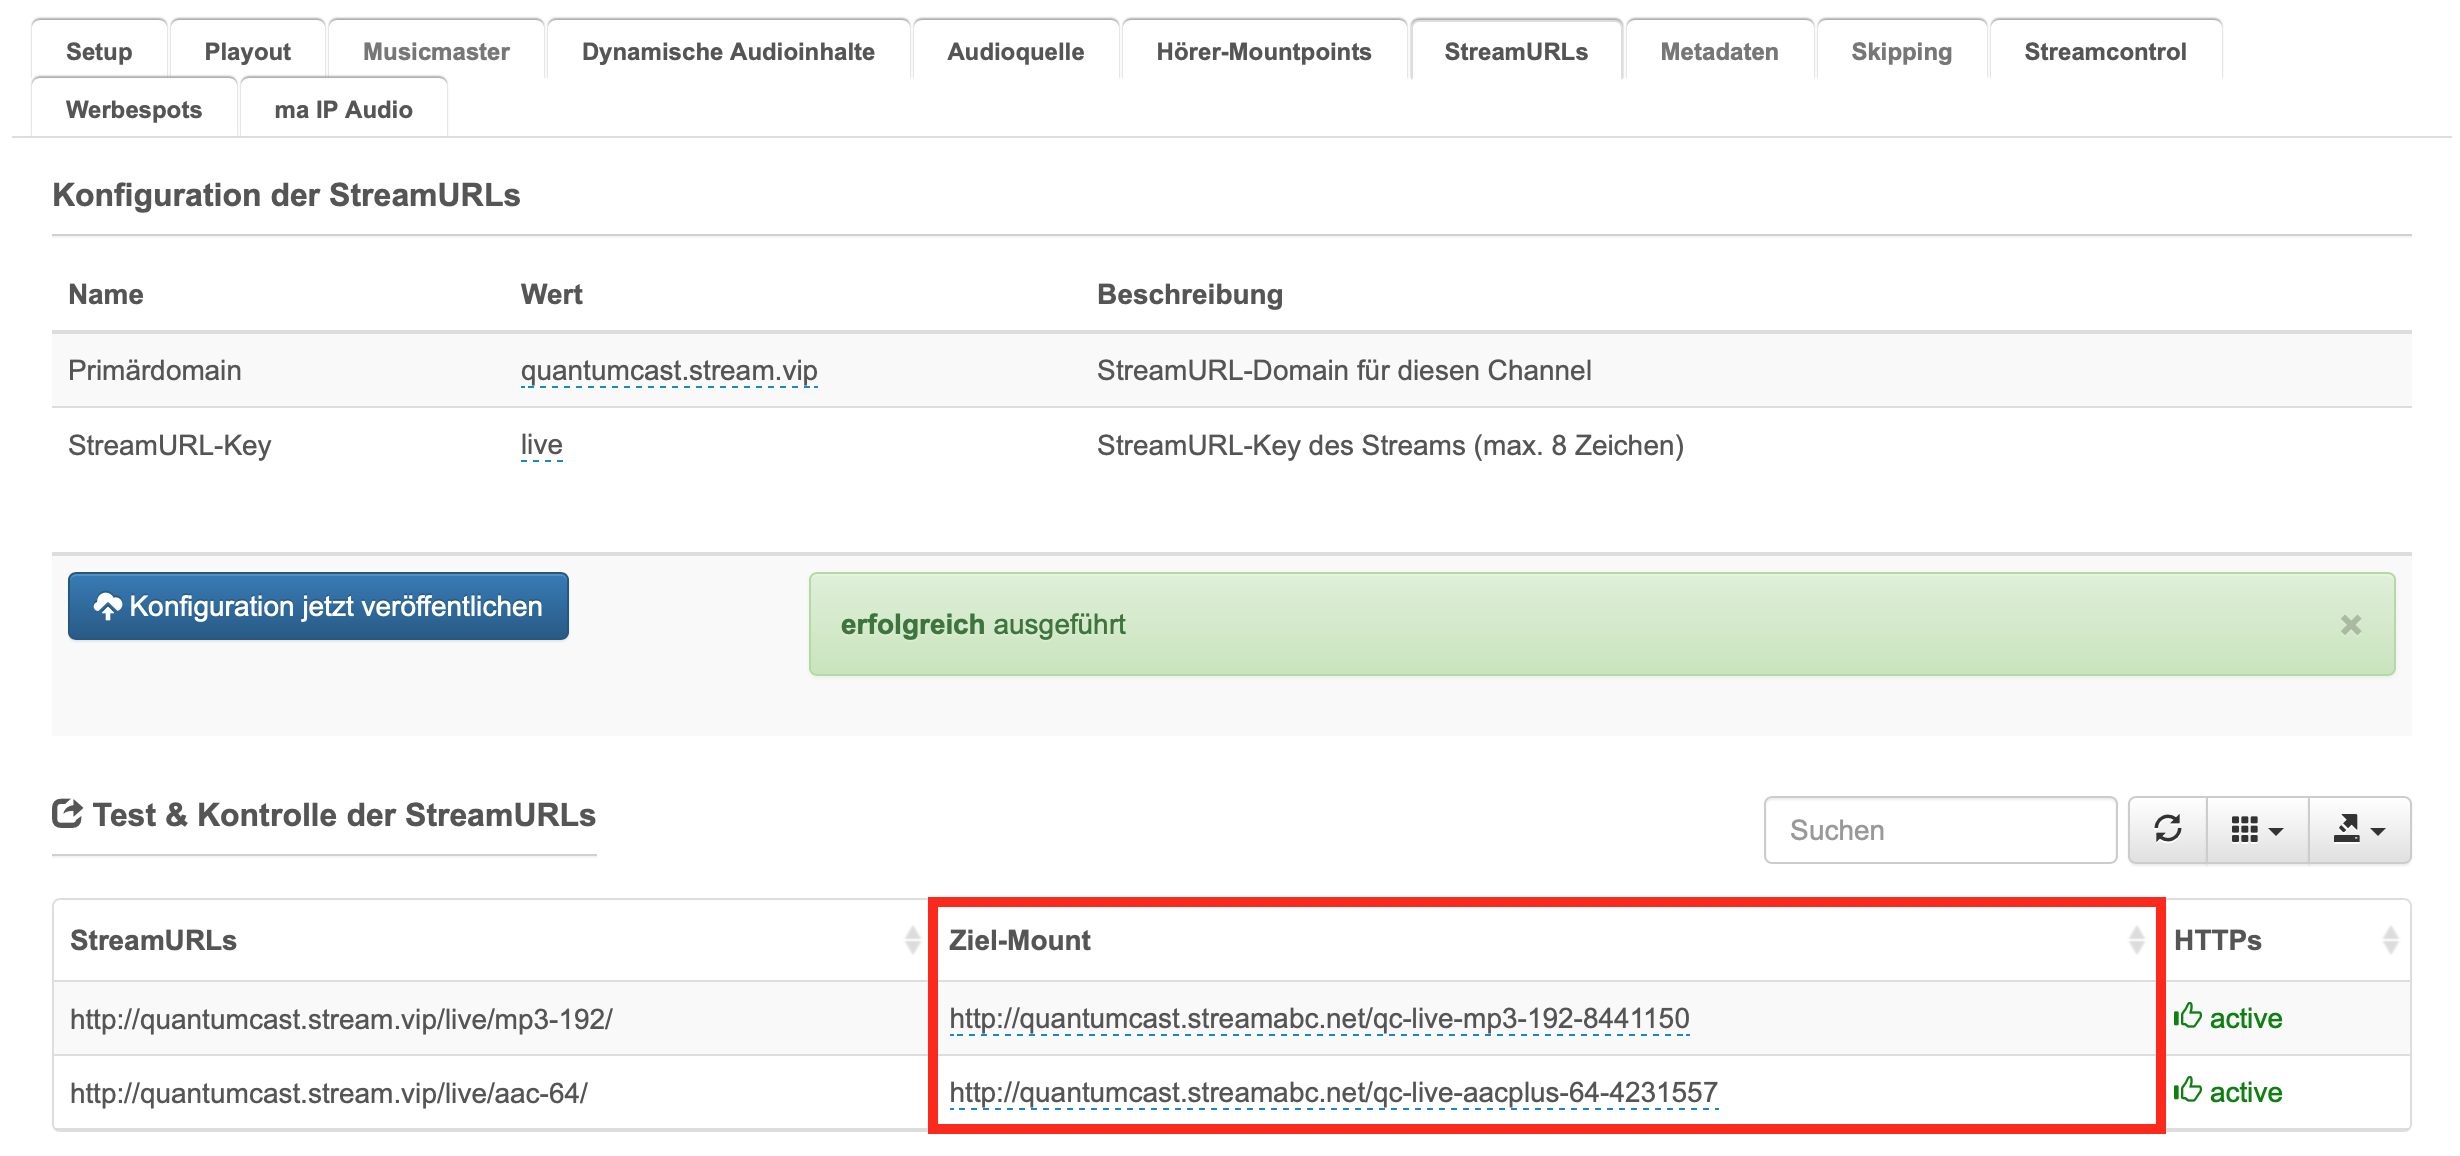 Setup Playout Musicmaster Dynamische Audioinhalte Audioquelle Hörer-Mountpoints StreamURLs Metadaten Skipping Streamcontrol
Werbespots ma IP Audio
Konfiguration der StreamURLs
Name Wert Beschreibung
Primärdomain quantumcast.stream.vip StreamURL-Domain für diesen Channel
StreamURL-Key live StreamURL-Key des Streams (max. 8 Zeichen)
Konfiguration jetzt veröffentlichen erfolgreich ausgeführt
Test & Kontrolle der StreamURLs Suchen
StreamURLs Ziel-Mount HTTPs
http://quantumcast.stream.vip/live/mp3-192/ http://quantumcast.streamabc.net/qc-live-mp3-192-8441150 active
http://quantumcast.stream.vip/live/aac-64/ http://quantumcast.streamabc.net/qc-live-aacplus-64-4231557 active